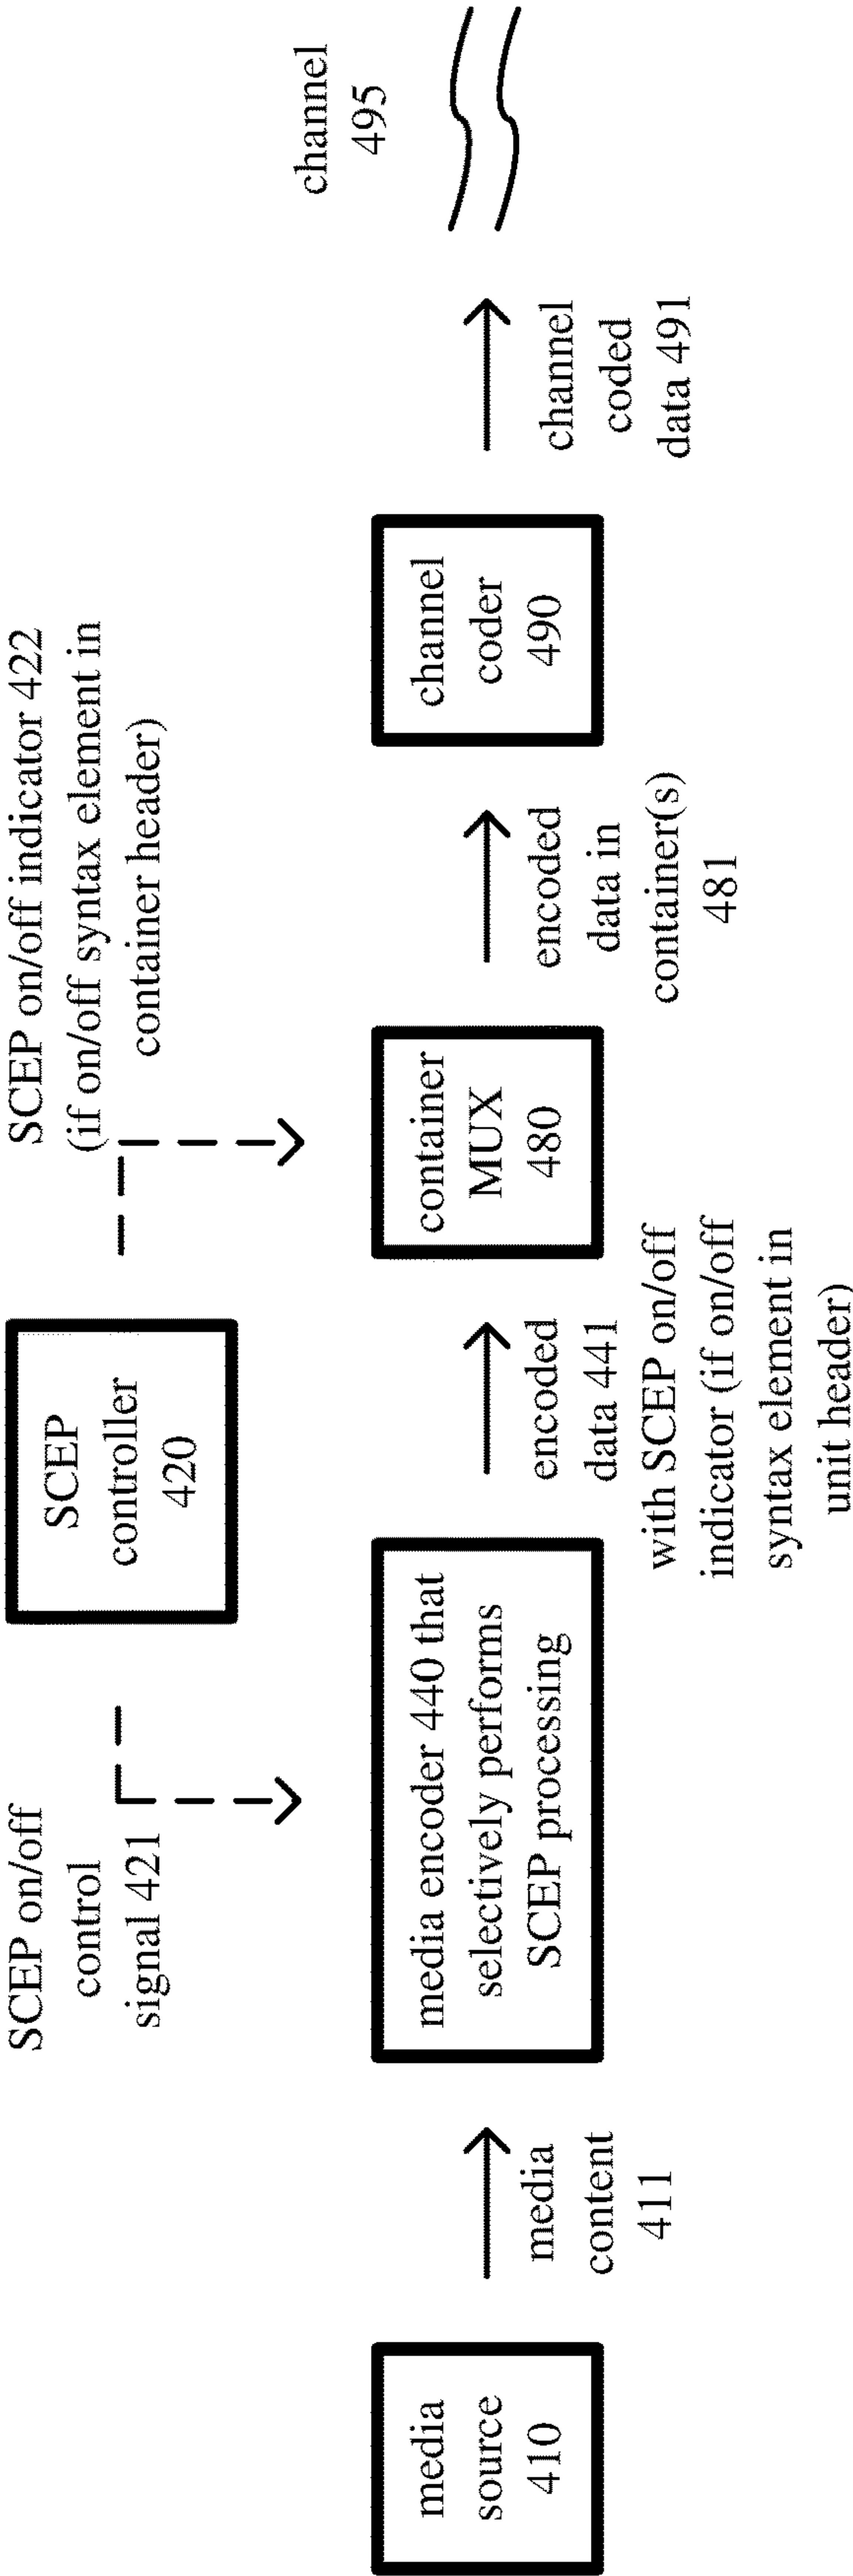 SCEP on/off
control
signal 421
SCEP
controller
420
SCEP on/off indicator 422
(if on/off syntax element in
container header)
media
source
410
media
content
411
media encoder 440 that
selectively performs
SCEP processing
encoded
data 441
with SCEP on/off
indicator (if on/off
syntax element in
unit header)
container
MUX
480
encoded
data in
container(s)
481
channel
coder
490
channel
coded
data 491
channel
495